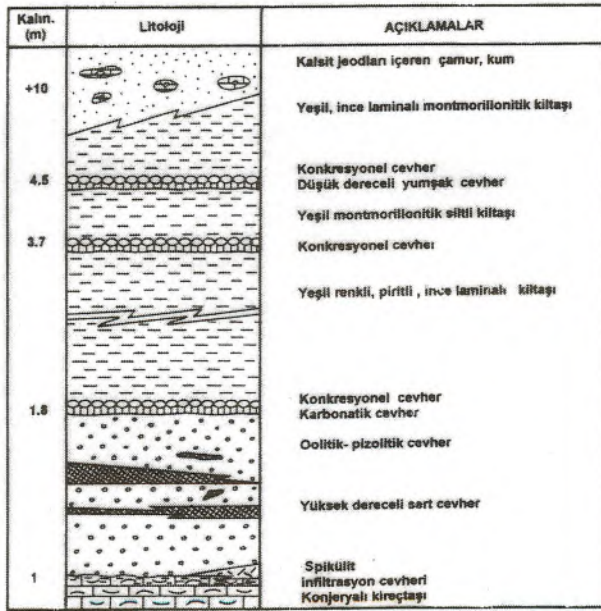 Kalın.
(m)
Litoloji
AÇIKLAMALAR
Kalsit jeodları içeren çamur, kum
+10
Yeşil, ince laminalı montmorillonitik kiltaşı
Konkresyonel cevher
4.5
Düşük dereceli yumşak cevher
Yeşil montmorillonitik siltli kiltaşı
3.7
Konkresyonel cevher
Yeşil renkli, piritli , ince laminalı kiltaşı
Konkresyonel cevher
1.8
Karbonatik cevher
Oolitik- pizolitik cevher
Yüksek dereceli sert cevher
Spikülit
1
infiltrasyon cevheri
Konjeryalı kireçtaşı